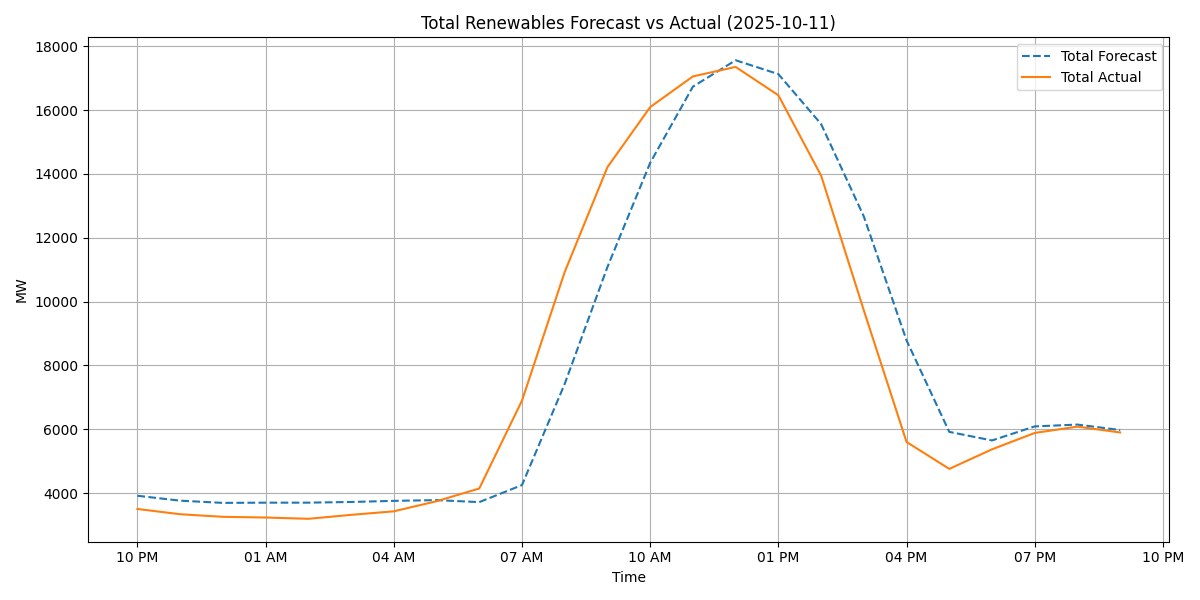 Total Renewables Forecast vs Actual (2025-10-11)
18000
16000
14000
12000
10000
8000
6000
4000
MW
Total Forecast
Total Actual
10 PM 01 AM 04 AM 07 AM 10 AM 01 PM 04 PM 07 PM 10 PM
Time